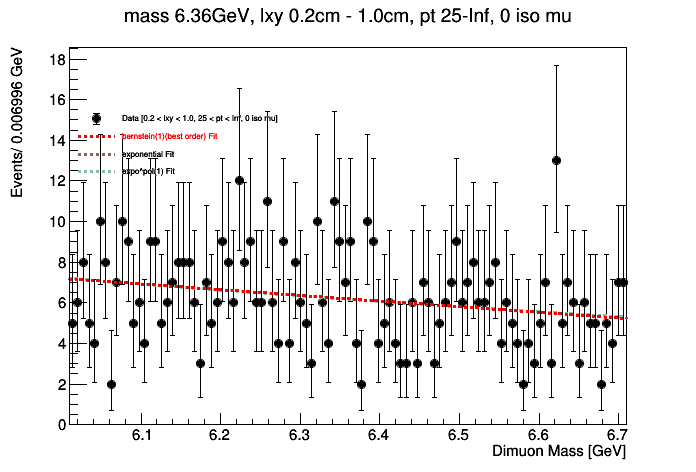 mass 6.36GeV, lxy 0.2cm - 1.0cm, pt 25-Inf, 0 iso mu
Events/ 0.006996 GeV
18
16
14
12
10
8
6
4
2
0
Data [0.2 < lxy < 1.0, 25 < pt < Inf, 0 iso mu]
bernstein(1)(best order) Fit
exponential Fit
expo*pol(1) Fit
6.1 6.2 6.3 6.4 6.5 6.6 6.7
Dimuon Mass [GeV]